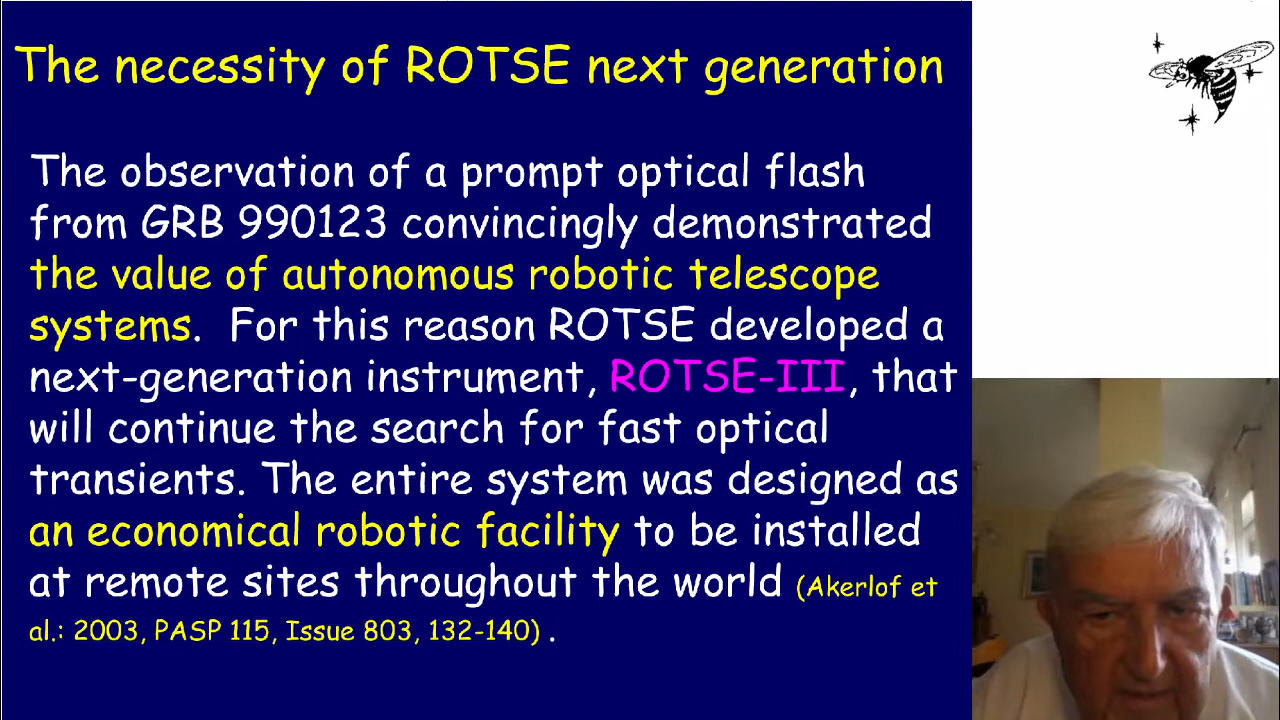 The necessity of ROTSE next generation
The observation of a prompt optical flash
from GRB 990123 convincingly demonstrated
the value of autonomous robotic telescope
systems.  For this reason ROTSE developed a
next-generation instrument, ROTSE-III, that
will continue the search for fast optical
transients. The entire system was designed as
an economical robotic facility to be installed
at remote sites throughout the world (Akerlof et
al.: 2003, PASP 115, Issue 803, 132-140) .